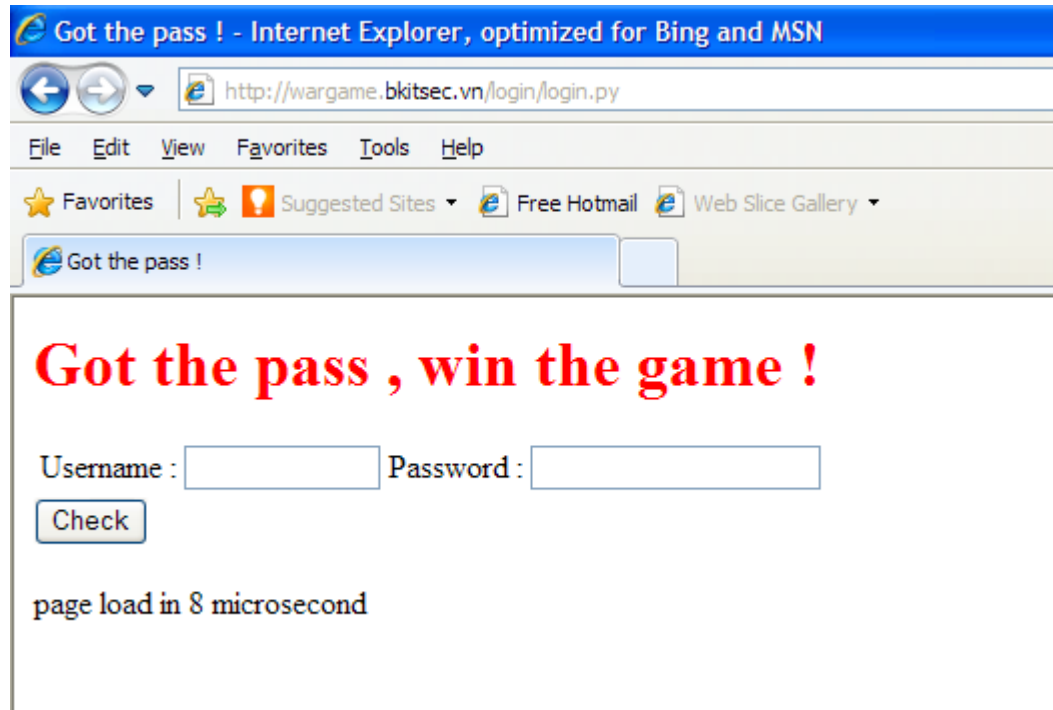 Got the pass ! - Internet Explorer, optimized for Bing and MSN
http://wargame.bkitsec.vn/login/login.py
File Edit View Favorites Tools Help
Favorites Suggested Sites Free Hotmail Web Slice Gallery
Got the pass !
Got the pass , win the game !
Username : Password :
Check
page load in 8 microsecond